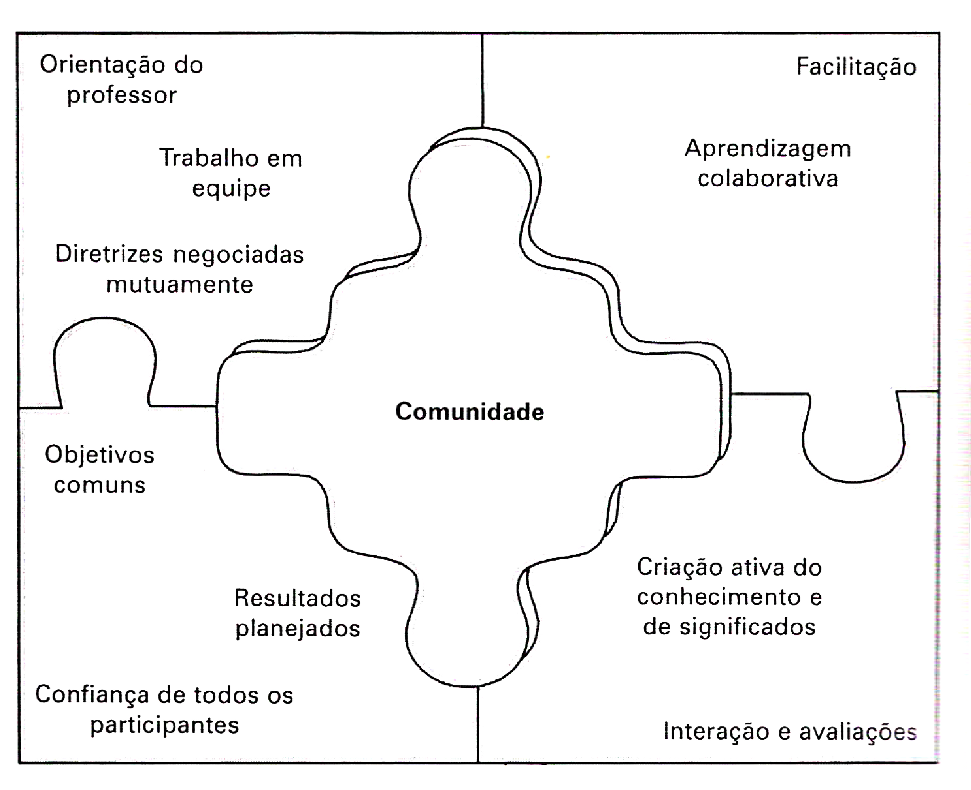 Orientação do
professor
Trabalho em
equipe
Diretrizes negociadas
mutuamente
Facilitação
Aprendizagem
colaborativa
Comunidade
Objetivos
comuns
Resultados
planejados
Confiança de todos os
participantes
Criação ativa do
conhecimento e
de significados
Interação e avaliações